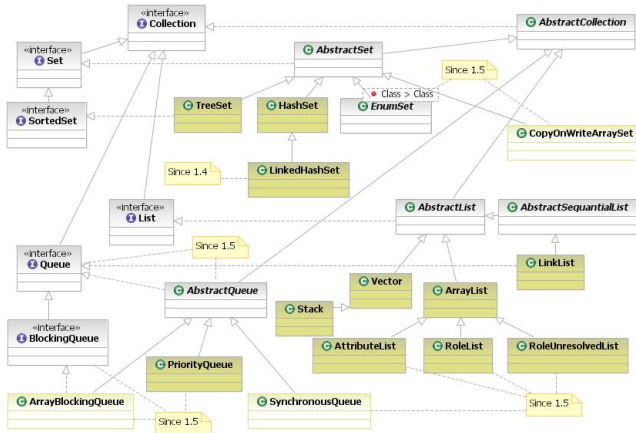 «interface»
Collection
AbstractCollection
«interface»
Set
AbstractSet
Since 1.5
Class > Class
«interface»
SortedSet
TreeSet
HashSet
EnumSet
CopyOnWriteArraySet
Since 1.4
LinkedHashSet
«interface»
List
AbstractList
AbstractSequantialList
Since 1.5
«interface»
Queue
LinkList
AbstractQueue
Vector
ArrayList
Stack
«interface»
BlockingQueue
AttributeList
RoleList
RoleUnresolvedList
PriorityQueue
ArrayBlockingQueue
Since 1.5
SynchronousQueue
Since 1.5